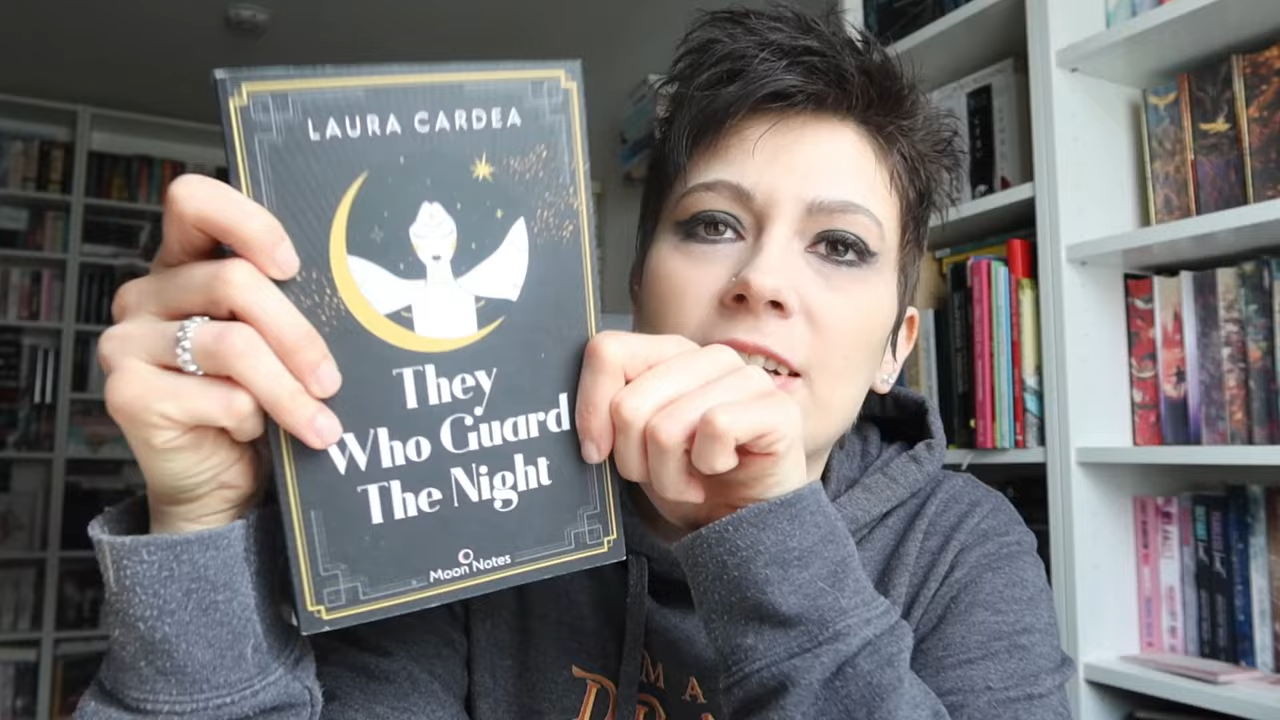 LAURA CARDEA
They
Who Guard
The Night
Moon Notes